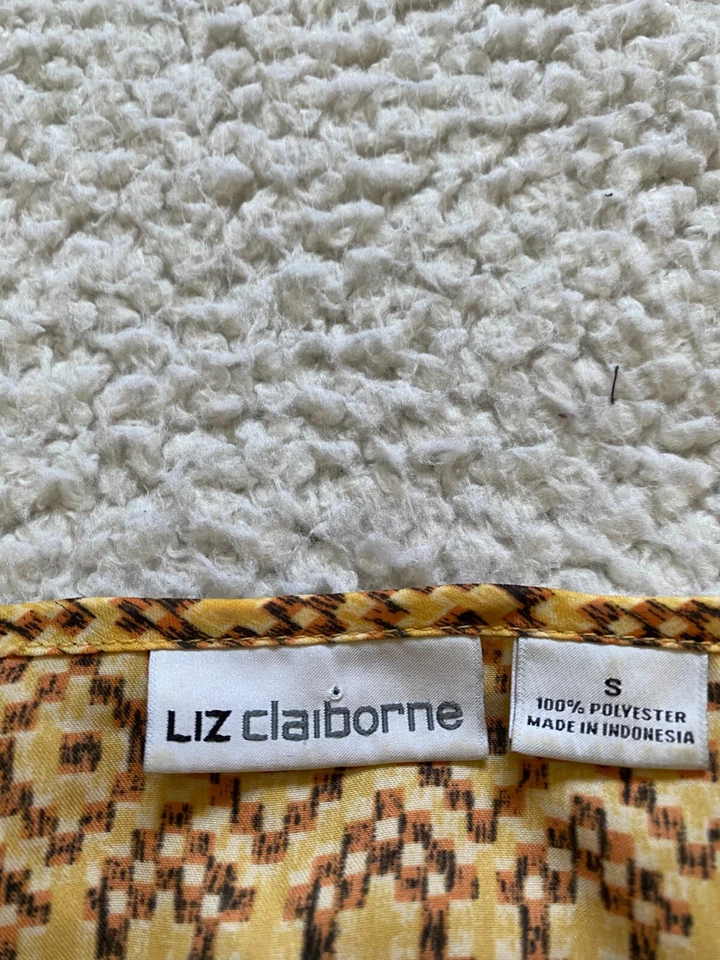 LIZ claiborne
S
100% POLYESTER
MADE IN INDONESIA